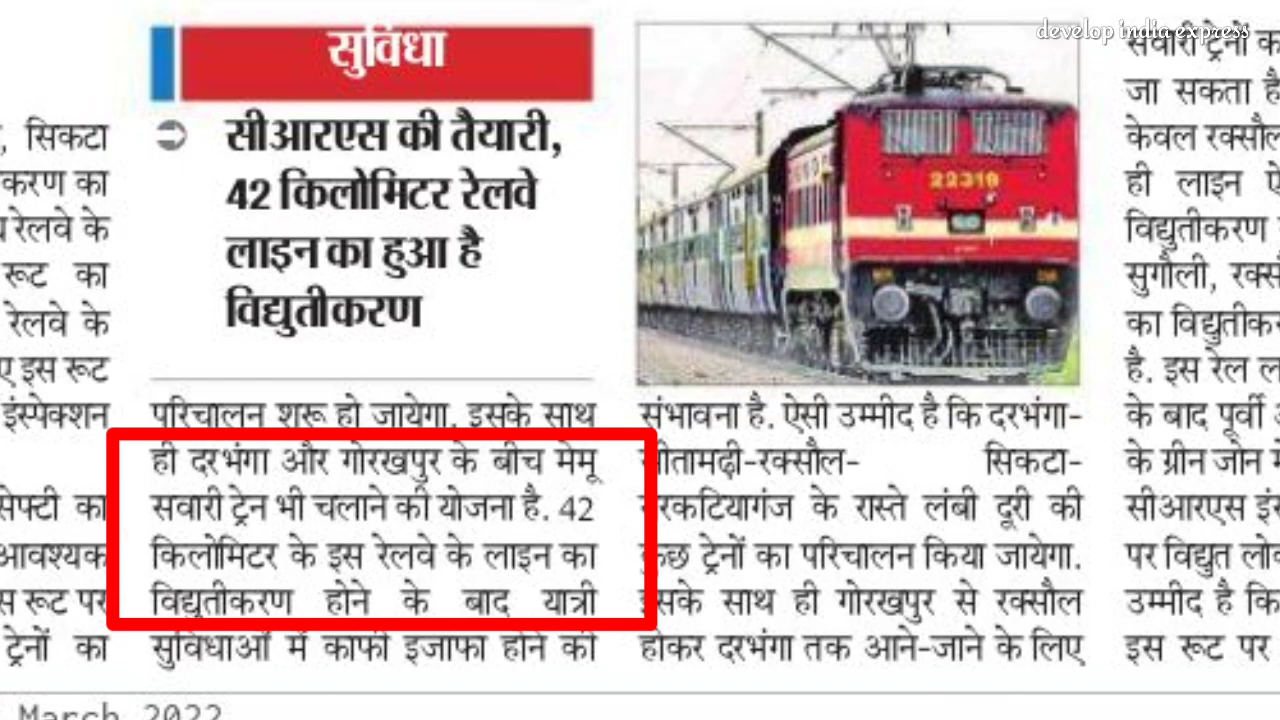 develop india express
सुविधा
सीआरएस की तैयारी,
42 किलोमिटर रेलवे
लाइन का हुआ है
विद्युतीकरण
22319
, सिकटा
करण का
रेलवे के
रूट का
रेलवे के
इस रूट
इंस्पेक्शन
सेफ्टी का
आवश्यक
स रूट पर
ट्रेनों का
परिचालन शुरू हो जायेगा. इसके साथ
ही दरभंगा और गोरखपुर के बीच मेमू
सवारी ट्रेन भी चलाने की योजना है. 42
किलोमिटर के इस रेलवे के लाइन का
विद्युतीकरण होने के बाद यात्री
सुविधाओं में काफी इजाफा होने की
संभावना है. ऐसी उम्मीद है कि दरभंगा-
सीतामढ़ी-रक्सौल- सिकटा-
नरकटियागंज के रास्ते लंबी दूरी की
कुछ ट्रेनों का परिचालन किया जायेगा.
इसके साथ ही गोरखपुर से रक्सौल
होकर दरभंगा तक आने-जाने के लिए
सवारी ट्रेनों
जा सकता है
केवल रक्सौल
ही लाइन
विद्युतीकरण
सुगौली,
का
है. इस रेल
के बाद पूर्वी
के ग्रीन जोन
सीआरएस
पर विद्युत
उम्मीद है कि
इस रूट पर
March 2022